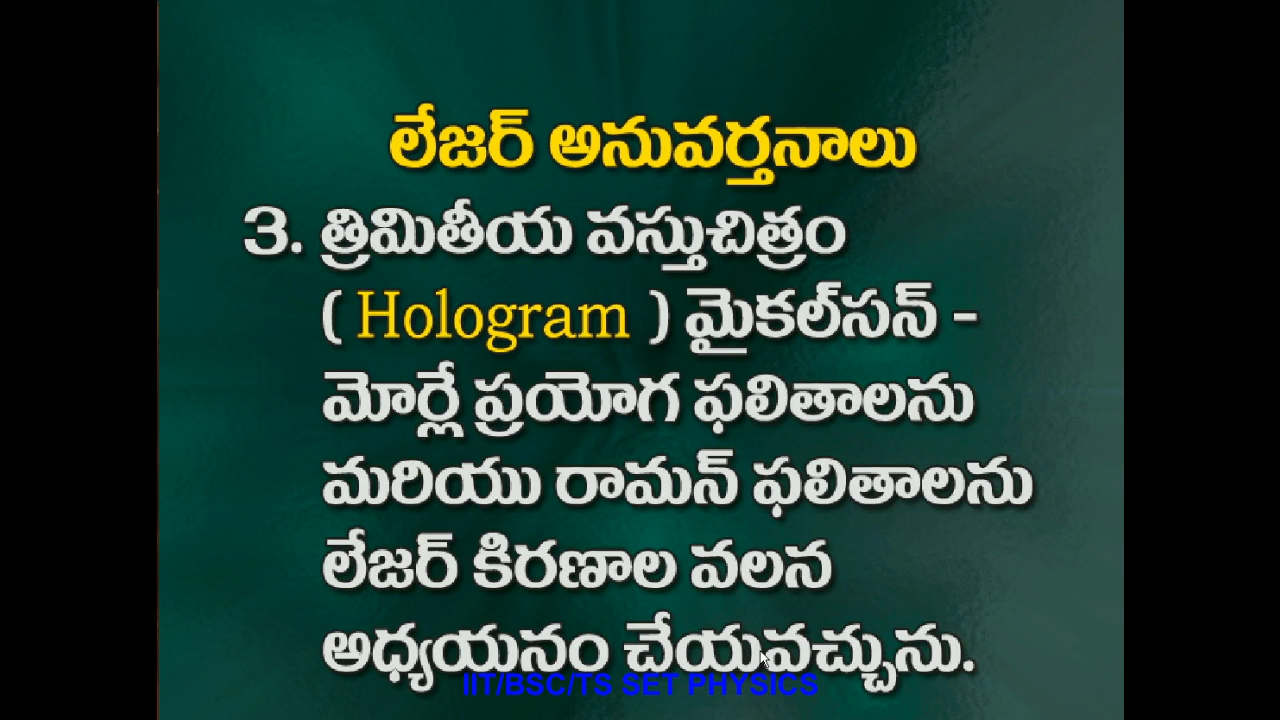 లేజర్ అనువర్తనాలు
3. త్రిమితీయ వస్తుచిత్రం
( Hologram ) మైకల్‌సన్ -
మోర్లే ప్రయోగ ఫలితాలను
మరియు రామన్ ఫలితాలను
లేజర్ కిరణాల వలన
అధ్యయనం చేయవచ్చును.
IIT/BSC/TS SET PHYSICS